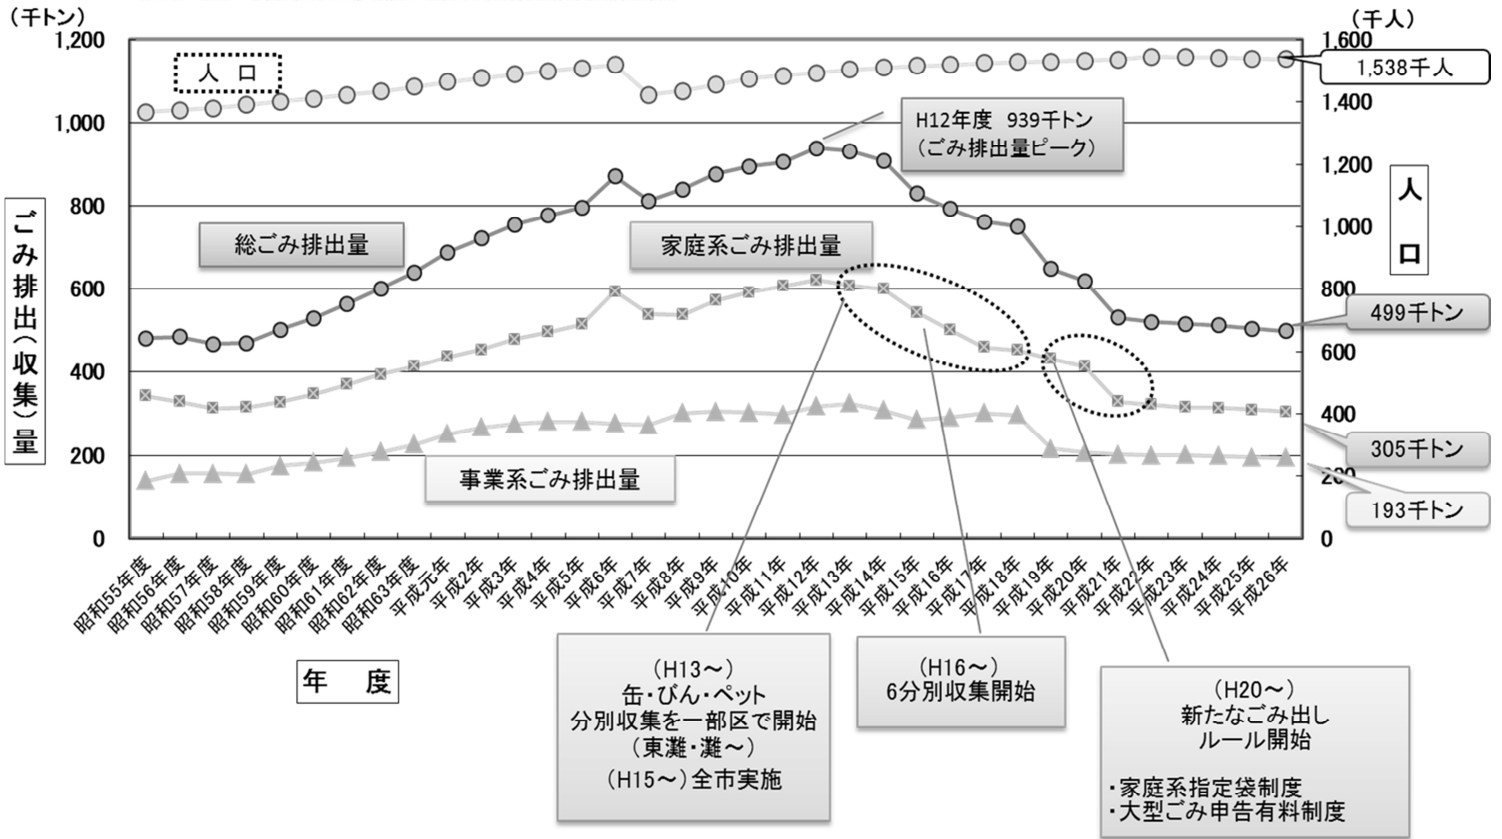 (千トン)
(千人)
1,200
1,000
800
600
400
200
0
1,600
1,400
1,200
1,000
800
600
400
200
0
ごみ排出(収集)量
人口
人 口
1,538千人
H12年度 939千トン
(ごみ排出量ピーク)
総ごみ排出量
家庭系ごみ排出量
事業系ごみ排出量
499千トン
305千トン
193千トン
昭和55年度
昭和56年度
昭和57年度
昭和58年度
昭和59年度
昭和60年度
昭和61年度
昭和62年度
昭和63年度
平成元年
平成2年
平成3年
平成4年
平成5年
平成6年
平成7年
平成8年
平成9年
平成10年
平成11年
平成12年
平成13年
平成14年
平成15年
平成16年
平成17年
平成18年
平成19年
平成20年
平成21年
平成22年
平成23年
平成24年
平成25年
平成26年
年 度
(H13~)
缶・びん・ペット
分別収集を一部区で開始
(東灘・灘~)
(H15~)全市実施
(H16~)
6分別収集開始
(H20~)
新たなごみ出し
ルール開始
・家庭系指定袋制度
・大型ごみ申告有料制度